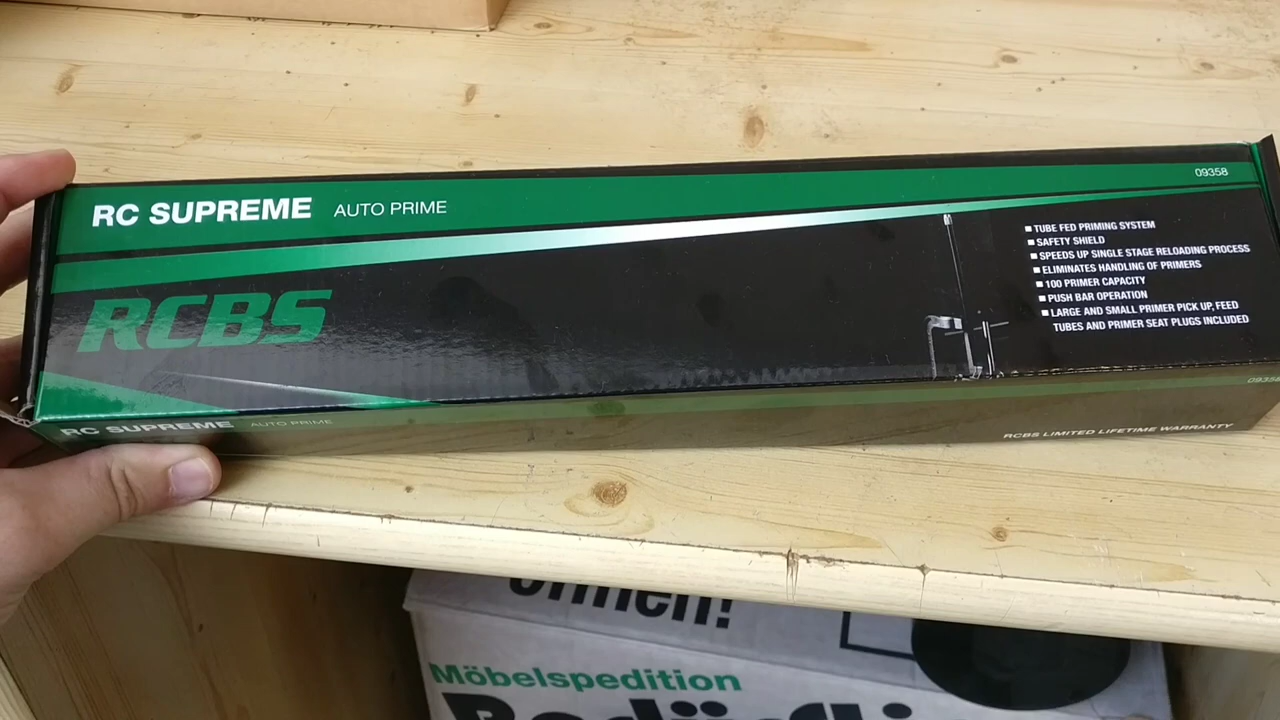 09358
RC SUPREME AUTO PRIME
RCBS
■ TUBE FED PRIMING SYSTEM
■ SAFETY SHIELD
■ SPEEDS UP SINGLE STAGE RELOADING PROCESS
■ ELIMINATES HANDLING OF PRIMERS
■ 100 PRIMER CAPACITY
■ PUSH BAR OPERATION
■ LARGE AND SMALL PRIMER PICK UP, FEED
TUBES AND PRIMER SEAT PLUGS INCLUDED
09358
RC SUPREME AUTO PRIME
RCBS LIMITED LIFETIME WARRANTY
Möbelspedition